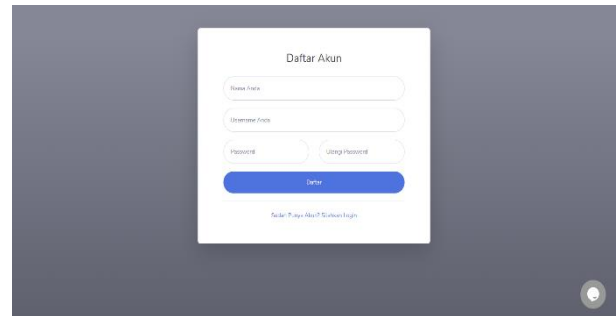 Daftar Akun
Nama Anda
Username Anda
Password
Ulangi Password
Daftar
Sudah Punya Akun? Silahkan Login